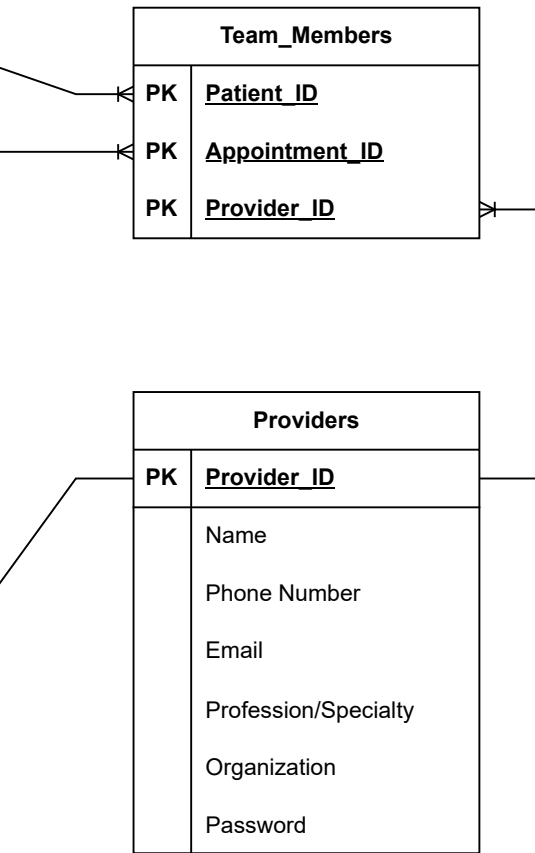 Team_Members
PK Patient_ID
PK Appointment_ID
PK Provider_ID
Providers
PK Provider_ID
Name
Phone Number
Email
Profession/Specialty
Organization
Password